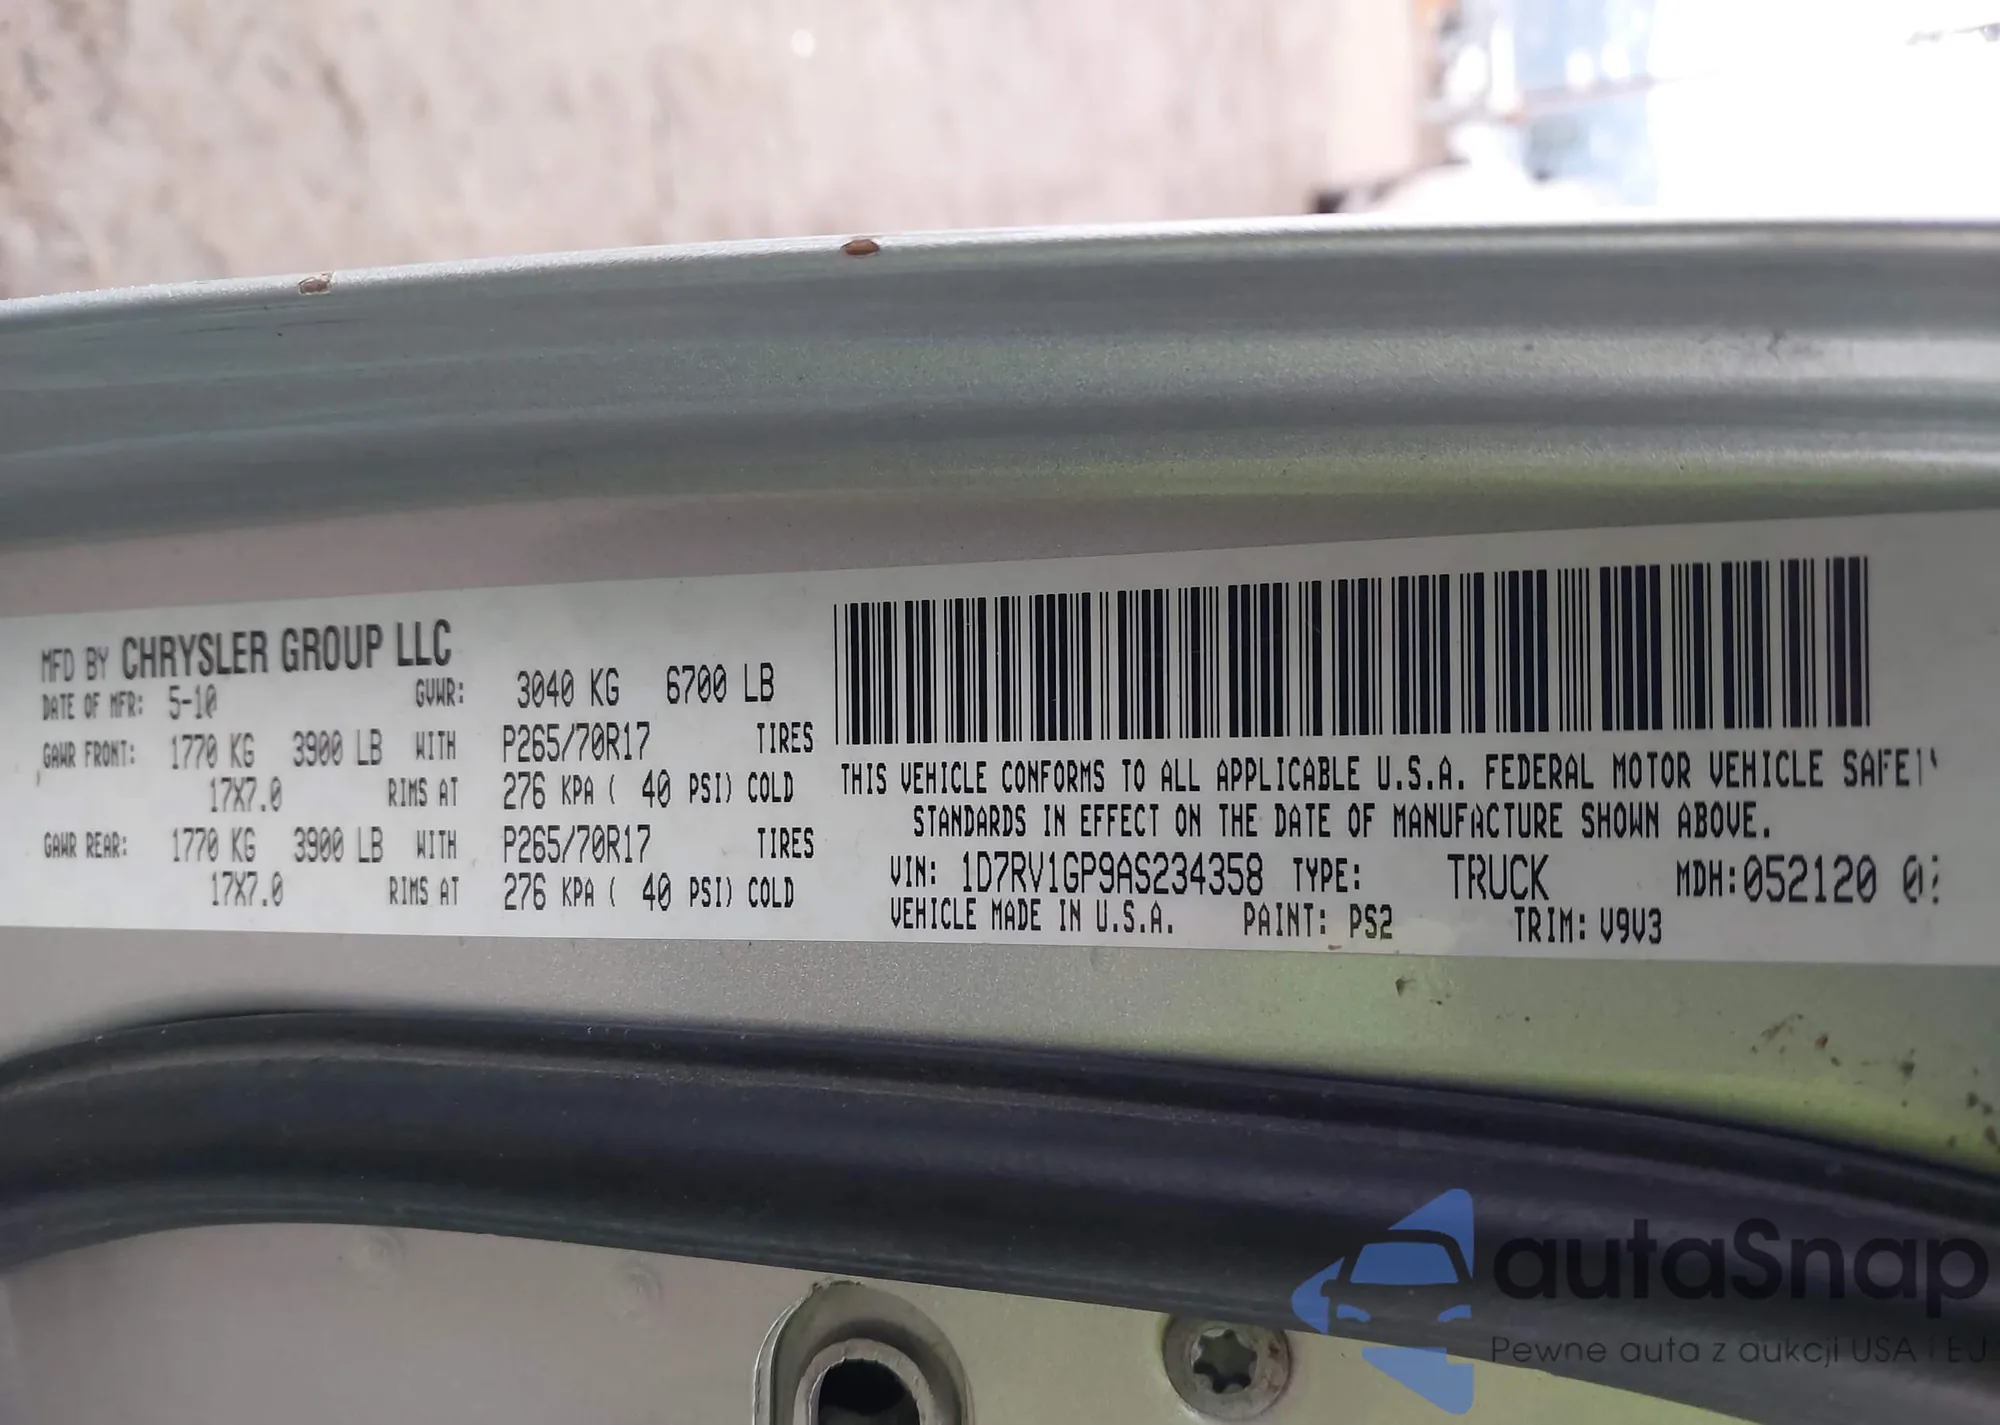 MFD BY CHRYSLER GROUP LLC
DATE OF MFR: 5-10 GVWR: 3040 KG 6700 LB
GAWR FRONT: 1770 KG 3900 LB WITH P265/70R17 TIRES
17X7.0 RIMS AT 276 KPA ( 40 PSI) COLD
GAWR REAR: 1770 KG 3900 LB WITH P265/70R17 TIRES
17X7.0 RIMS AT 276 KPA ( 40 PSI) COLD
THIS VEHICLE CONFORMS TO ALL APPLICABLE U.S.A. FEDERAL MOTOR VEHICLE
STANDARDS IN EFFECT ON THE DATE OF MANUFACTURE SHOWN ABOVE.
VIN: 1D7RV1GP9AS234358 TYPE: TRUCK MDH:052120
VEHICLE MADE IN U.S.A. PAINT: PS2 TRIM: V9V3
autaSnap
Pewne auta z aukcji USA i EU